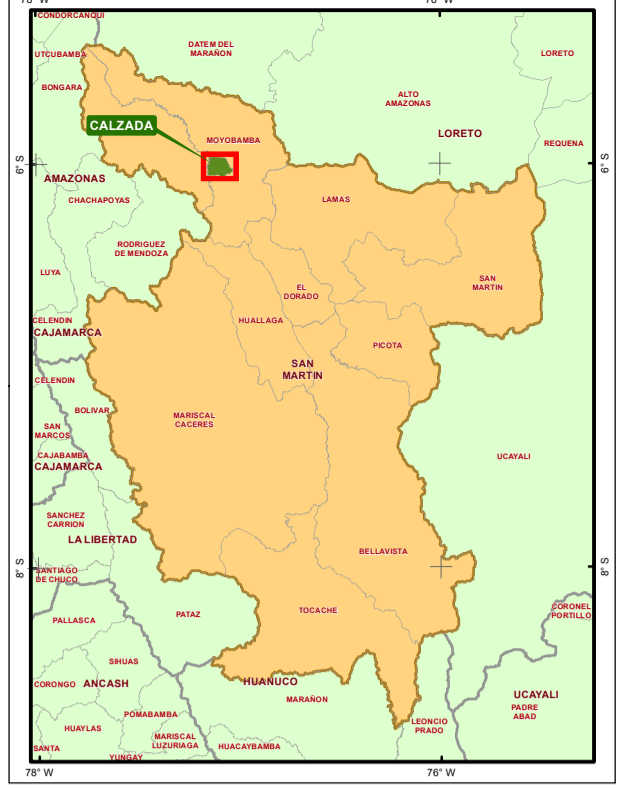 78° W
76° W
CONDORCANQUI
DATEM DEL
MARAÑON
UTCUBAMBA
LORETO
BONGARA
ALTO
AMAZONAS
CALZADA
LORETO
MOYOBAMBA
REQUENA
6° S
6° S
AMAZONAS
CHACHAPOYAS
LAMAS
RODRIGUEZ
DE MENDOZA
LUYA
SAN
MARTIN
EL
DORADO
CELENDIN
HUALLAGA
CAJAMARCA
PICOTA
SAN
MARTIN
CELENDIN
BOLIVAR
MARISCAL
CACERES
SAN
MARCOS
CAJABAMBA
UCAYALI
CAJAMARCA
SANCHEZ
CARRION
LA LIBERTAD
BELLAVISTA
8° S
8° S
SANTIAGO
DE CHUCO
CORONEL
PORTILLO
PALLASCA
PATAZ
TOCACHE
SIHUAS
CORONGO
ANCASH
HUANUCO
MARAÑON
UCAYALI
PADRE
ABAD
POMABAMBA
LEONCIO
PRADO
HUAYLAS
MARISCAL
LUZURIAGA
HUACAYBAMBA
SANTA
YUNGAY
78° W
76° W